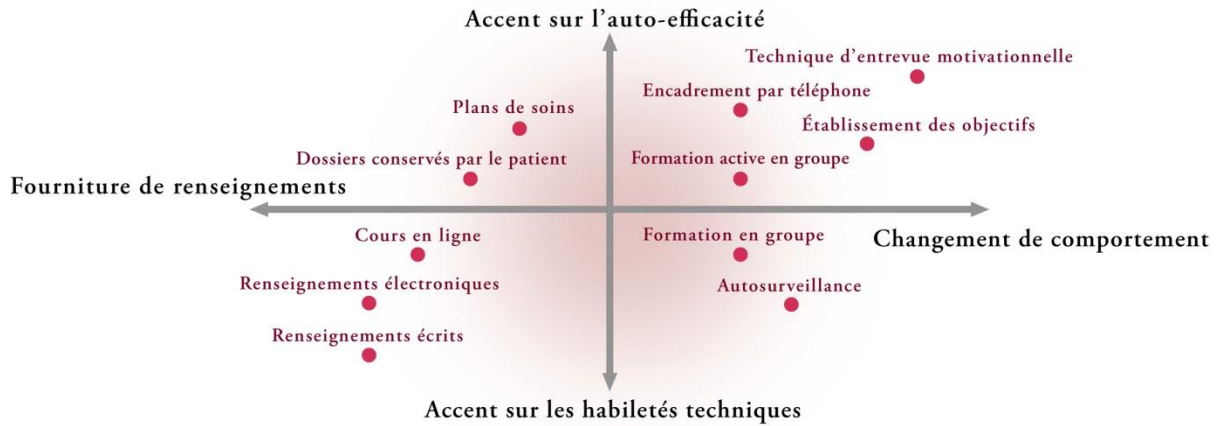 Accent sur l’auto-efficacité
Technique d’entrevue motivationnelle
Encadrement par téléphone
Plans de soins
Établissement des objectifs
Dossiers conservés par le patient
Formation active en groupe
Fourniture de renseignements
Cours en ligne
Formation en groupe
Changement de comportement
Renseignements électroniques
Autosurveillance
Renseignements écrits
Accent sur les habiletés techniques